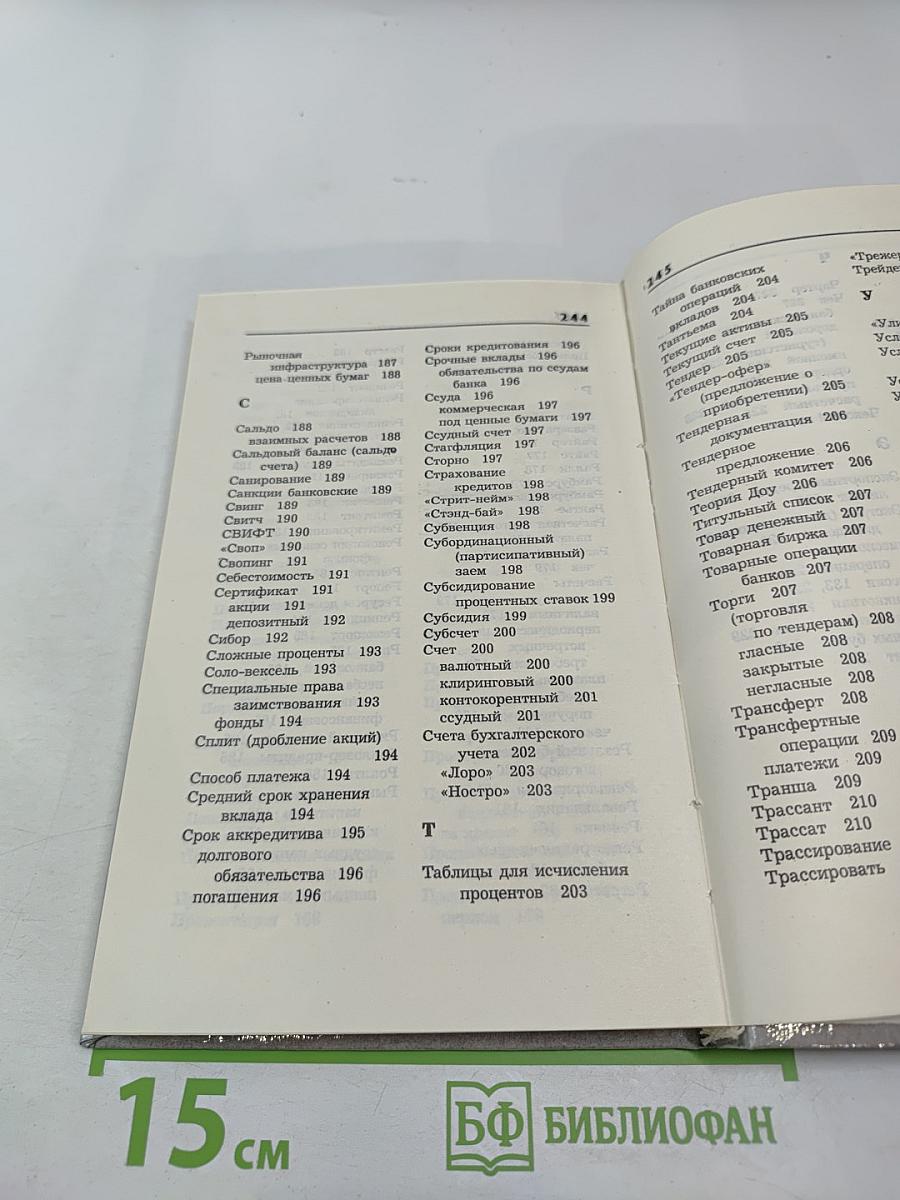 244
Рыночная
инфраструктура 187
цена ценных бумаг 188
С
Сальдо 188
взаимных расчетов 188
Сальдовый баланс (сальдо
счета) 189
Санирование 189
Санкции банковские 189
Свинг 189
Свитч 190
СВИФТ 190
«Своп» 190
Свопинг 191
Себестоимость 191
Сертификат 191
акции 191
депозитный 192
Сибор 192
Сложные проценты 193
Соло-вексель 193
Специальные права
заимствования 193
фонды 194
Сплит (дробление акций)
194
Способ платежа 194
Средний срок хранения
вклада 194
Срок аккредитива 195
долгового
обязательства 196
погашения 196
Сроки кредитования 196
Срочные вклады 196
обязательства по ссудам
банка 196
Ссуда 196
коммерческая 197
под ценные бумаги 197
Ссудный счет 197
Стагфляция 197
Сторно 197
Страхование
кредитов 198
«Стрит-нейм» 198
«Стэнд-бай» 198
Субвенция 198
Субординационный
(партисипативный)
заем 198
Субсидирование
процентных ставок 199
Субсидия 199
Субсчет 200
Счет 200
валютный 200
клиринговый 200
контокорентный 201
ссудный 201
Счета бухгалтерского
учета 202
«Лоро» 203
«Ностро» 203
Т
Таблицы для исчисления
процентов 203
245
Тайна банковских
операций 204
вкладов 204
Тантьема 204
Текущие активы 205
Текущий счет 205
Тендер 205
«Тендер-офер»
(предложение о
приобретении) 205
Тендерная
документация 206
Тендерное
предложение 206
Тендерный комитет 206
Теория Доу 206
Титульный список 207
Товар денежный 207
Товарная биржа 207
Товарные операции
банков 207
Торги 207
(торговля
по тендерам) 208
гласные 208
закрытые 208
негласные 208
Трансферт 208
Трансфертные
операции 209
платежи 209
Транша 209
Трассант 210
Трассат 210
Трассирование
Трассировать
«Трежер
Трейде
У
«Ули
Усл
Усл
Ус
У
15 см
БФ БИБЛИОФАН